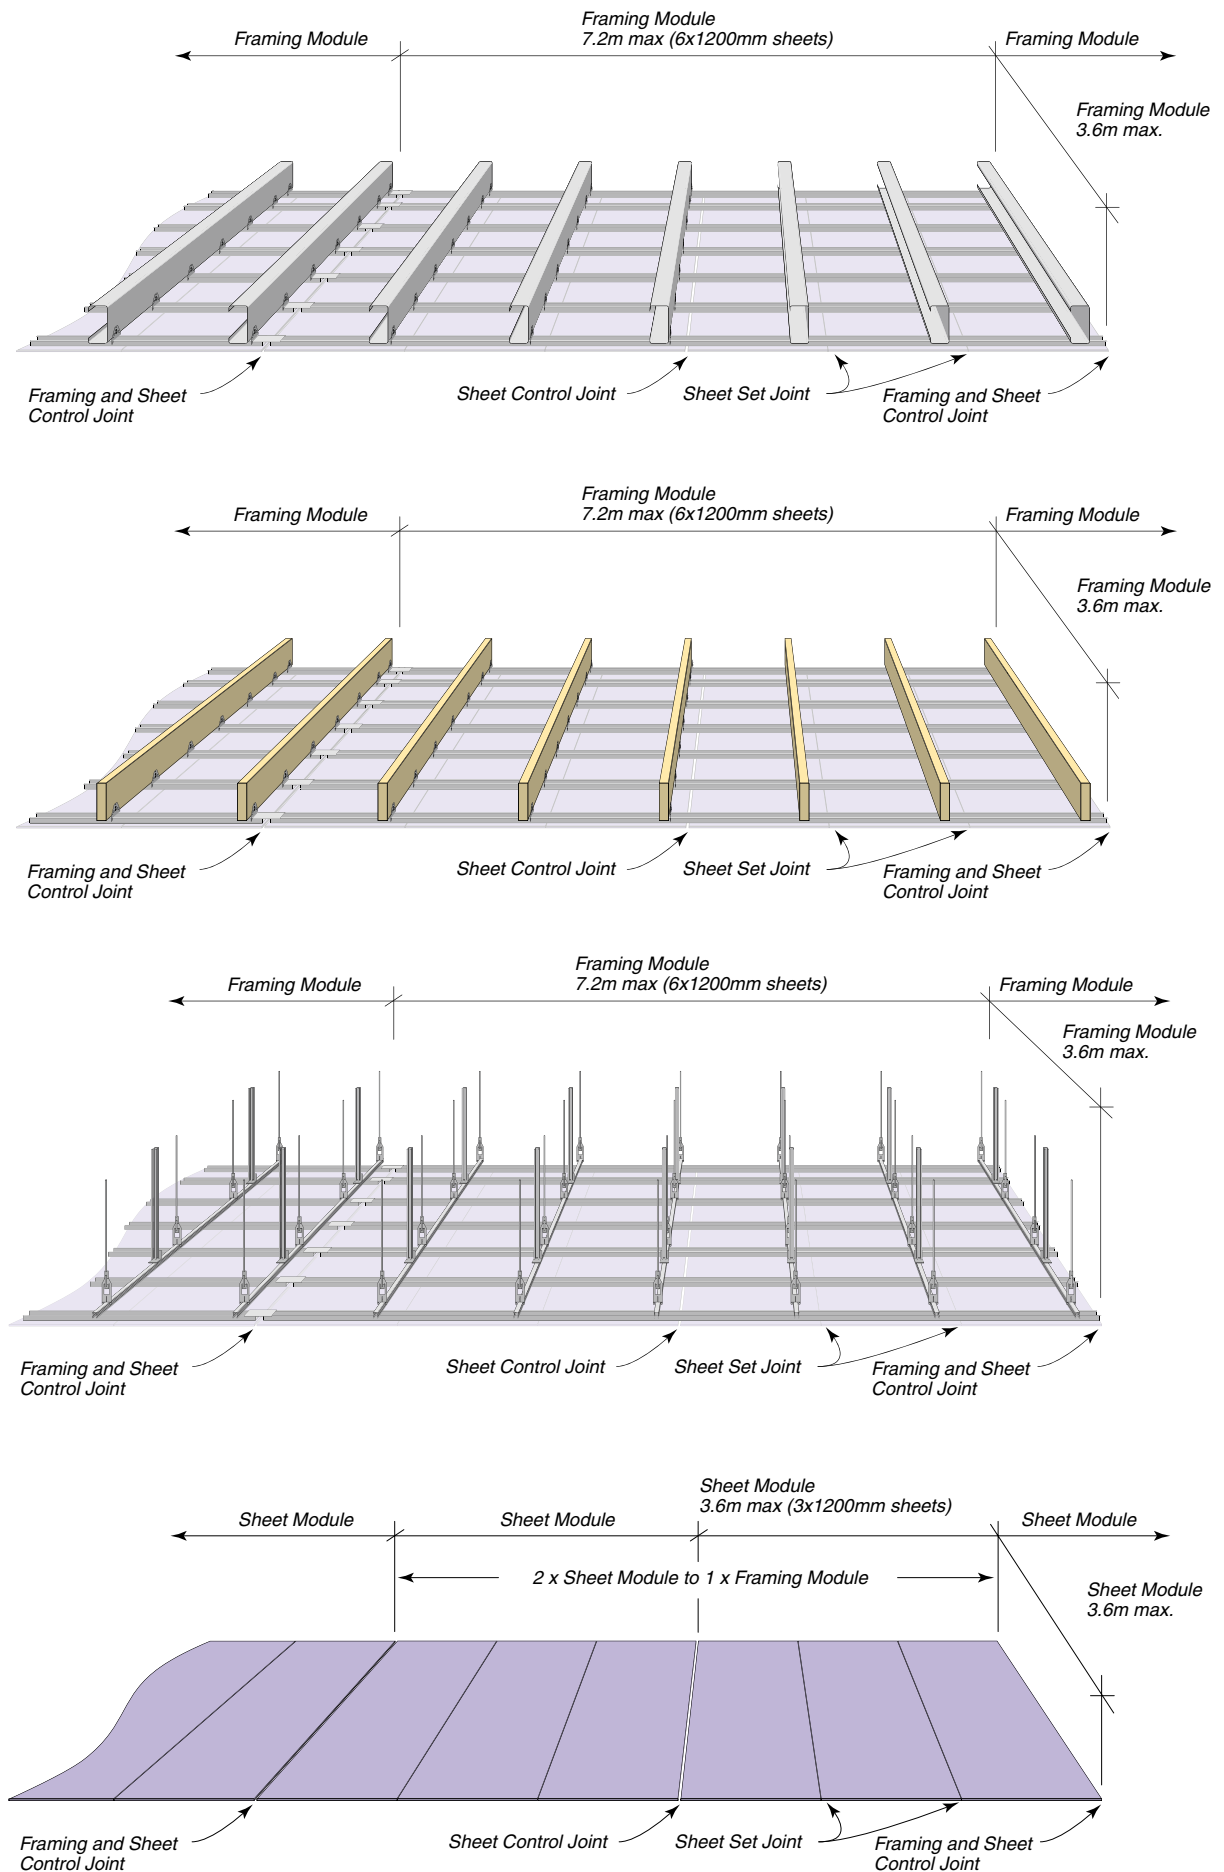 Framing Module
Framing Module
7.2m max (6x1200mm sheets)
Framing Module
Framing Module
3.6m max.
Framing and Sheet
Control Joint
Sheet Control Joint
Sheet Set Joint
Framing and Sheet
Control Joint
Framing Module
Framing Module
7.2m max (6x1200mm sheets)
Framing Module
Framing Module
3.6m max.
Framing and Sheet
Control Joint
Sheet Control Joint
Sheet Set Joint
Framing and Sheet
Control Joint
Framing Module
Framing Module
7.2m max (6x1200mm sheets)
Framing Module
Framing Module
3.6m max.
Framing and Sheet
Control Joint
Sheet Control Joint
Sheet Set Joint
Framing and Sheet
Control Joint
Sheet Module
Sheet Module
Sheet Module
3.6m max (3x1200mm sheets)
Sheet Module
2 x Sheet Module to 1 x Framing Module
Sheet Module
3.6m max.
Framing and Sheet
Control Joint
Sheet Control Joint
Sheet Set Joint
Framing and Sheet
Control Joint